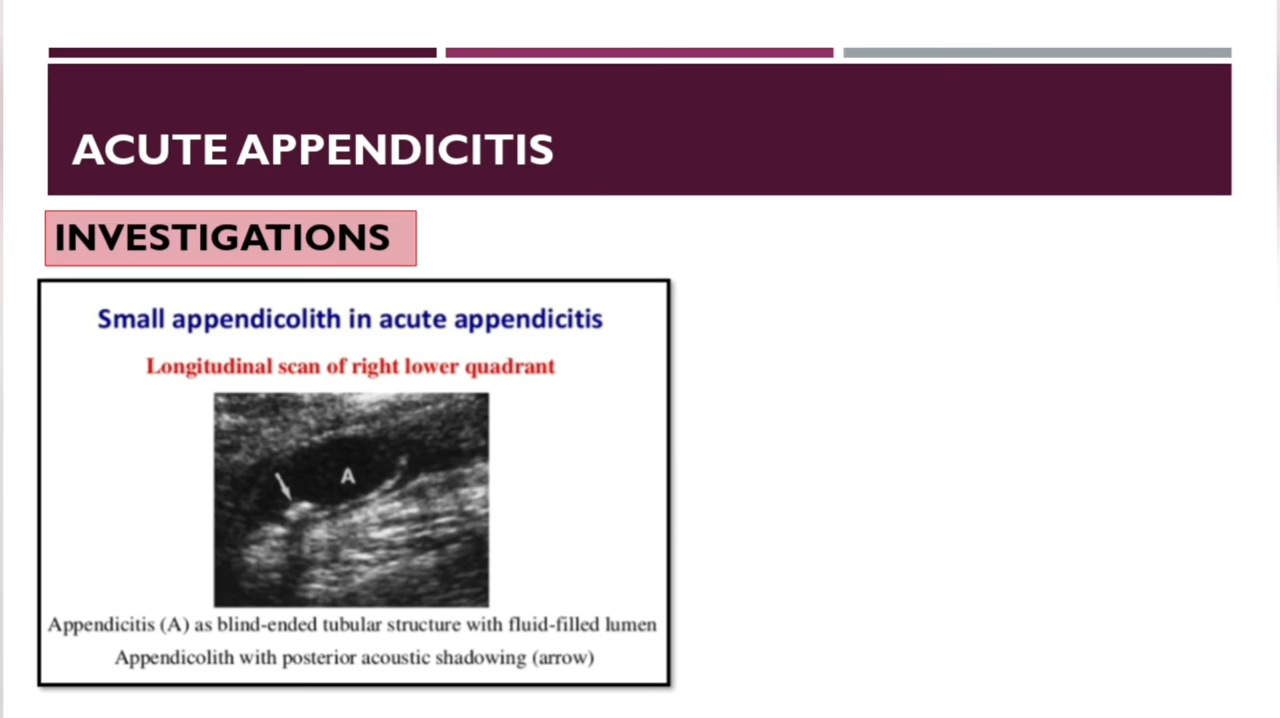 ACUTE APPENDICITIS
INVESTIGATIONS
Small appendicolith in acute appendicitis
Longitudinal scan of right lower quadrant
A
Appendicitis (A) as blind-ended tubular structure with fluid-filled lumen
Appendicolith with posterior acoustic shadowing (arrow)